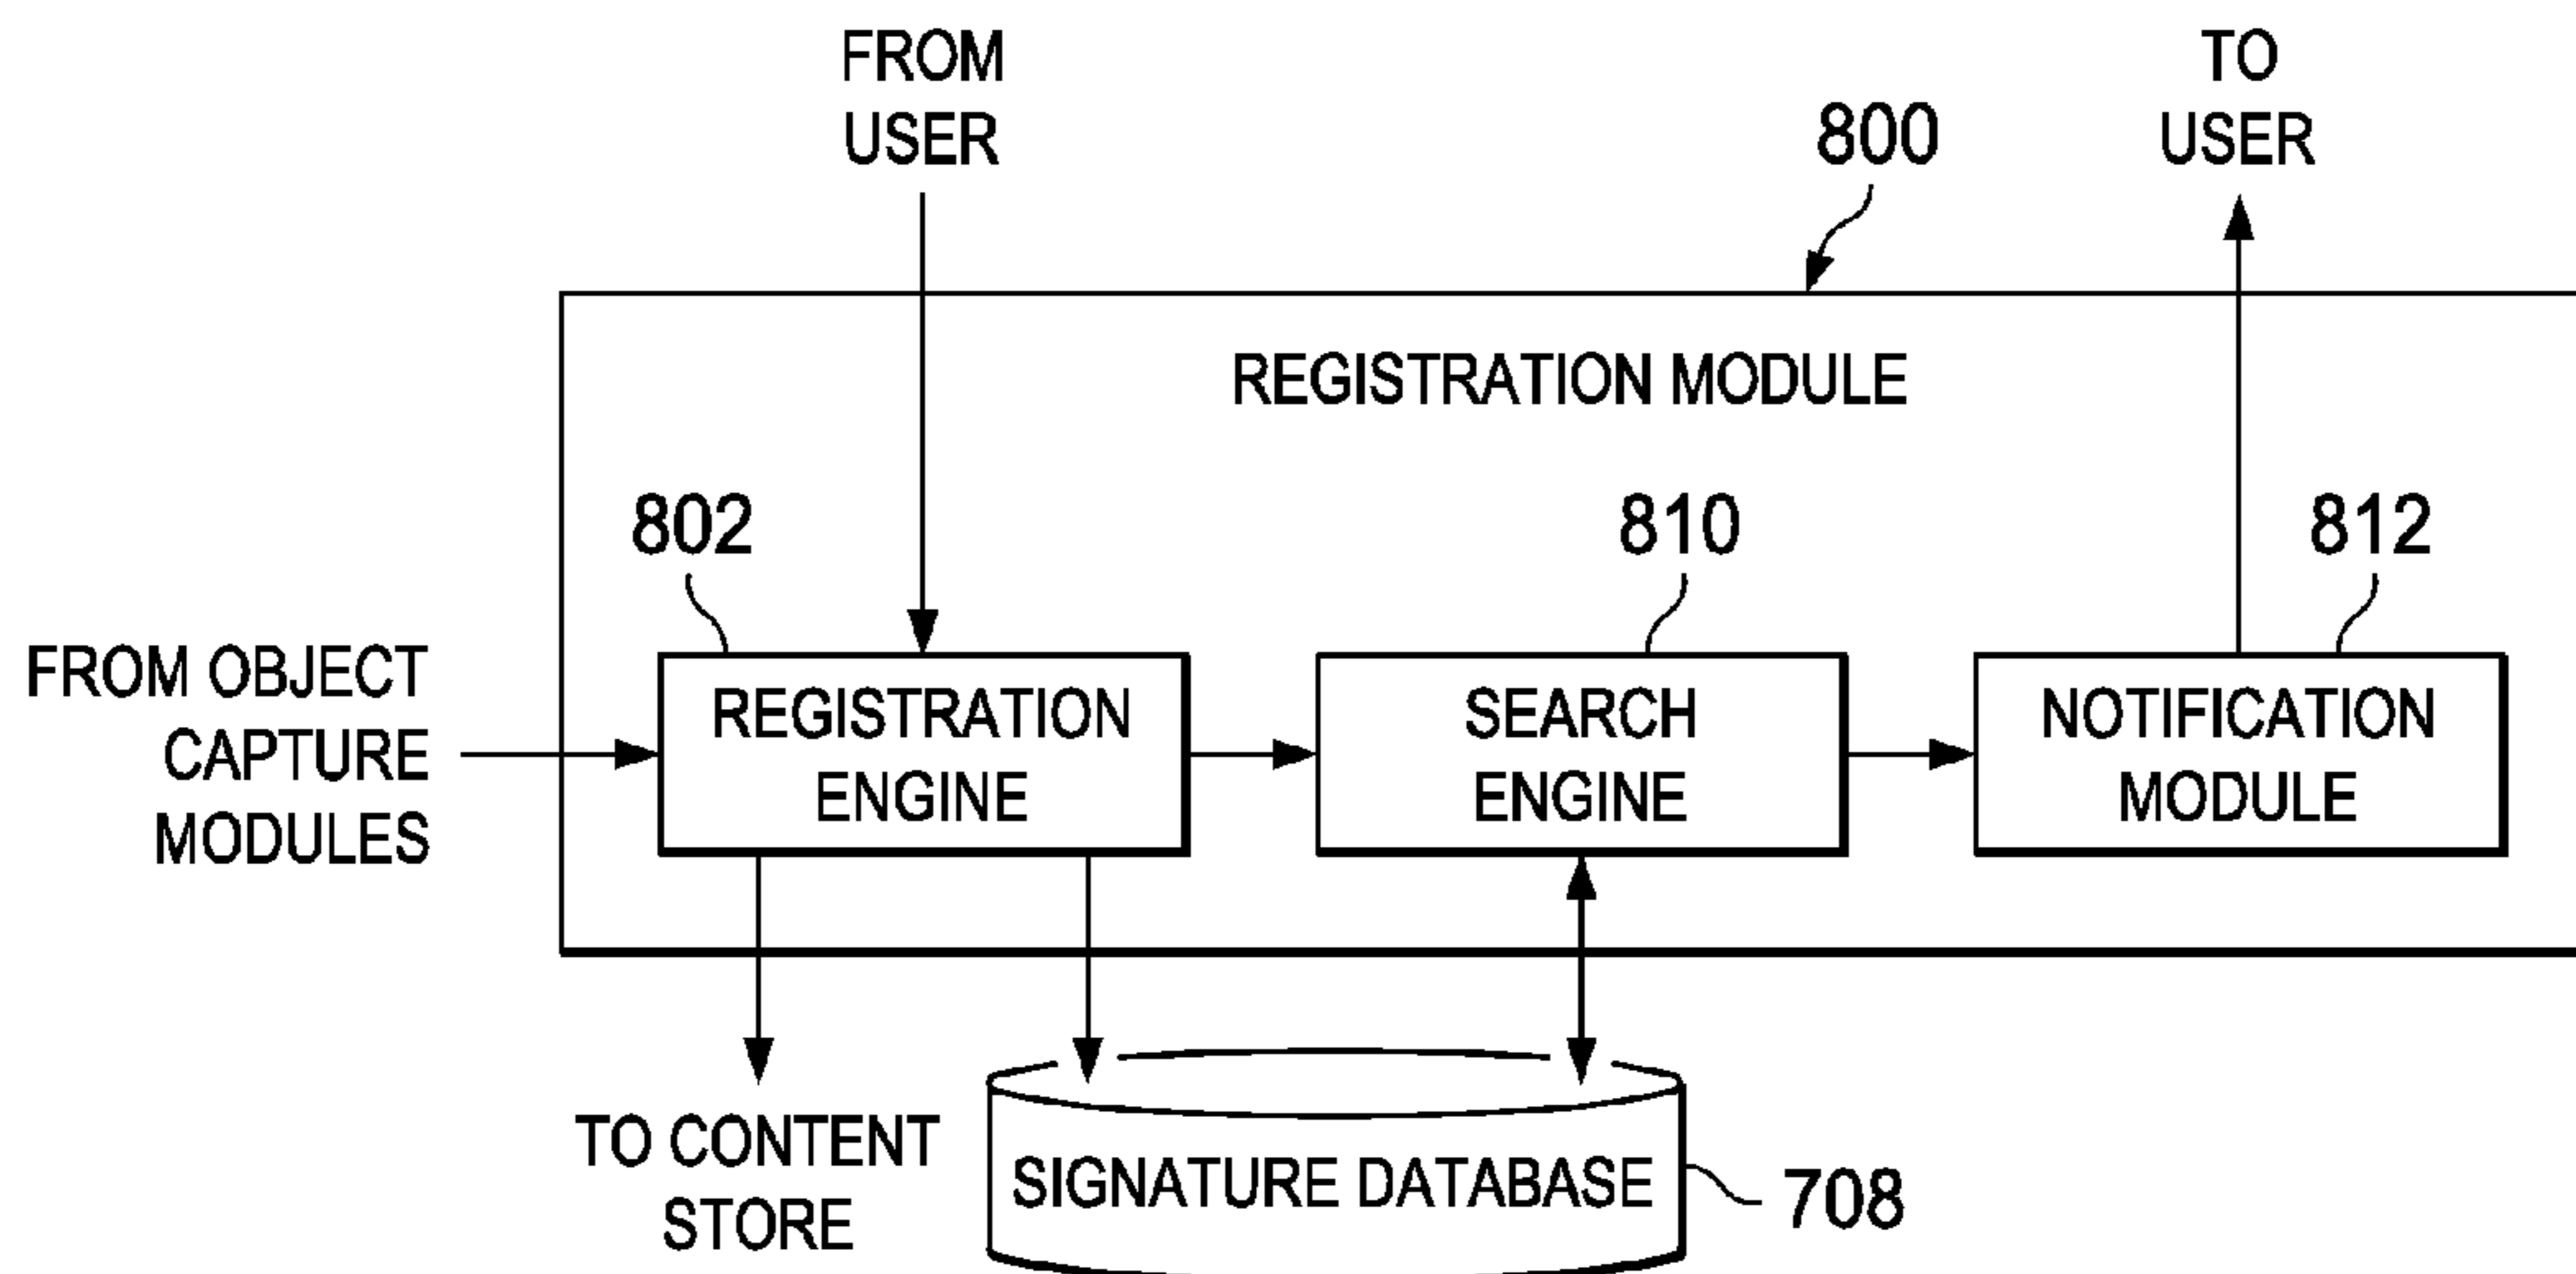 FROM
USER
TO
USER
800
REGISTRATION MODULE
802
810
812
FROM OBJECT
CAPTURE
MODULES
REGISTRATION
ENGINE
SEARCH
ENGINE
NOTIFICATION
MODULE
TO CONTENT
STORE
SIGNATURE DATABASE
708